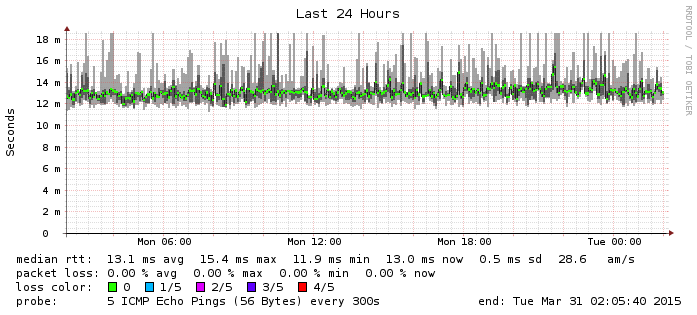 Last 24 Hours
RRDTOOL / TOBI OETIKER
Seconds
18 m
16 m
14 m
12 m
10 m
8 m
6 m
4 m
2 m
0
Mon 06:00 Mon 12:00 Mon 18:00 Tue 00:00
median rtt: 13.1 ms avg 15.4 ms max 11.9 ms min 13.0 ms now 0.5 ms sd 28.6 am/s
packet loss: 0.00 % avg 0.00 % max 0.00 % min 0.00 % now
loss color: 0 1/5 2/5 3/5 4/5
probe: 5 ICMP Echo Pings (56 Bytes) every 300s end: Tue Mar 31 02:05:40 2015